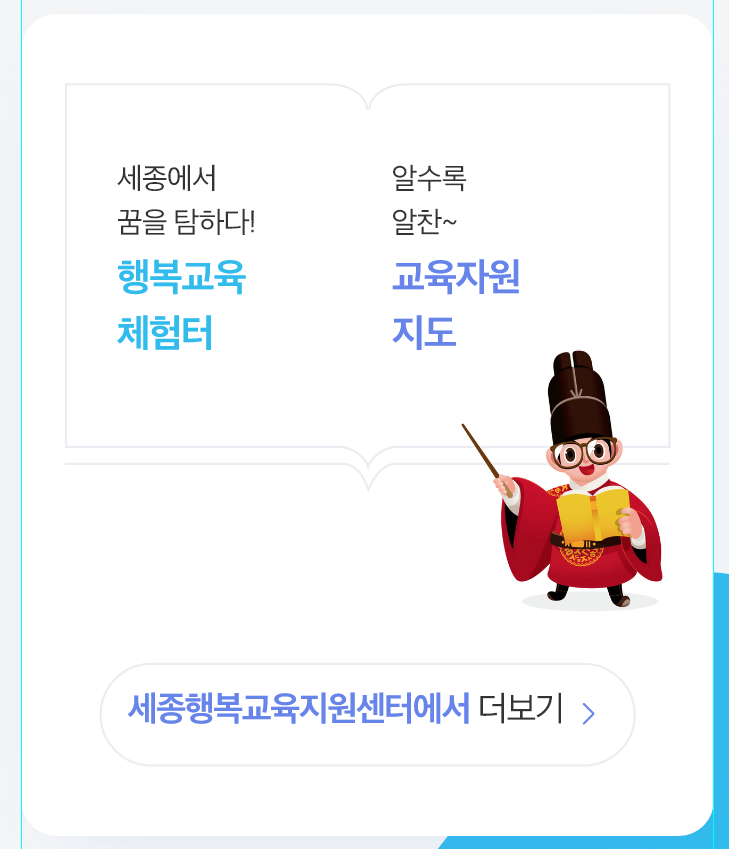 세종에서
꿈을 탐하다!
행복교육
체험터
알수록
알찬~
교육자원
지도
세종행복교육지원센터에서 더보기